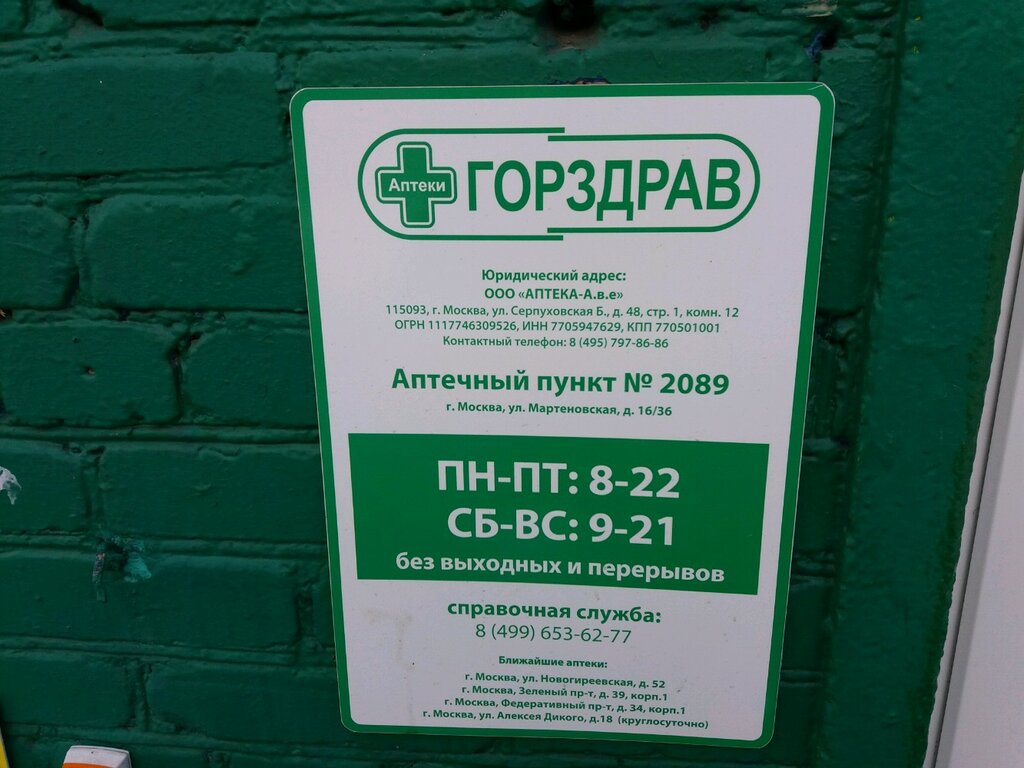 Аптеки ГОРЗДРАВ
Юридический адрес:
ООО «АПТЕКА-А.в.е»
115093, г. Москва, ул. Серпуховская Б., д. 48, стр. 1, комн. 12
ОГРН 1117746309526, ИНН 7705947629, КПП 770501001
Контактный телефон: 8 (495) 797-86-86
Аптечный пункт № 2089
г. Москва, ул. Мартеновская, д. 16/36
ПН-ПТ: 8-22
СБ-ВС: 9-21
без выходных и перерывов
справочная служба:
8 (499) 653-62-77
Ближайшие аптеки:
г. Москва, ул. Новогиреевская, д. 52
г. Москва, Зеленый пр-т, д. 39, корп.1
г. Москва, Федеративный пр-т, д. 34, корп.1
г. Москва, ул. Алексея Дикого, д.18 (круглосуточно)